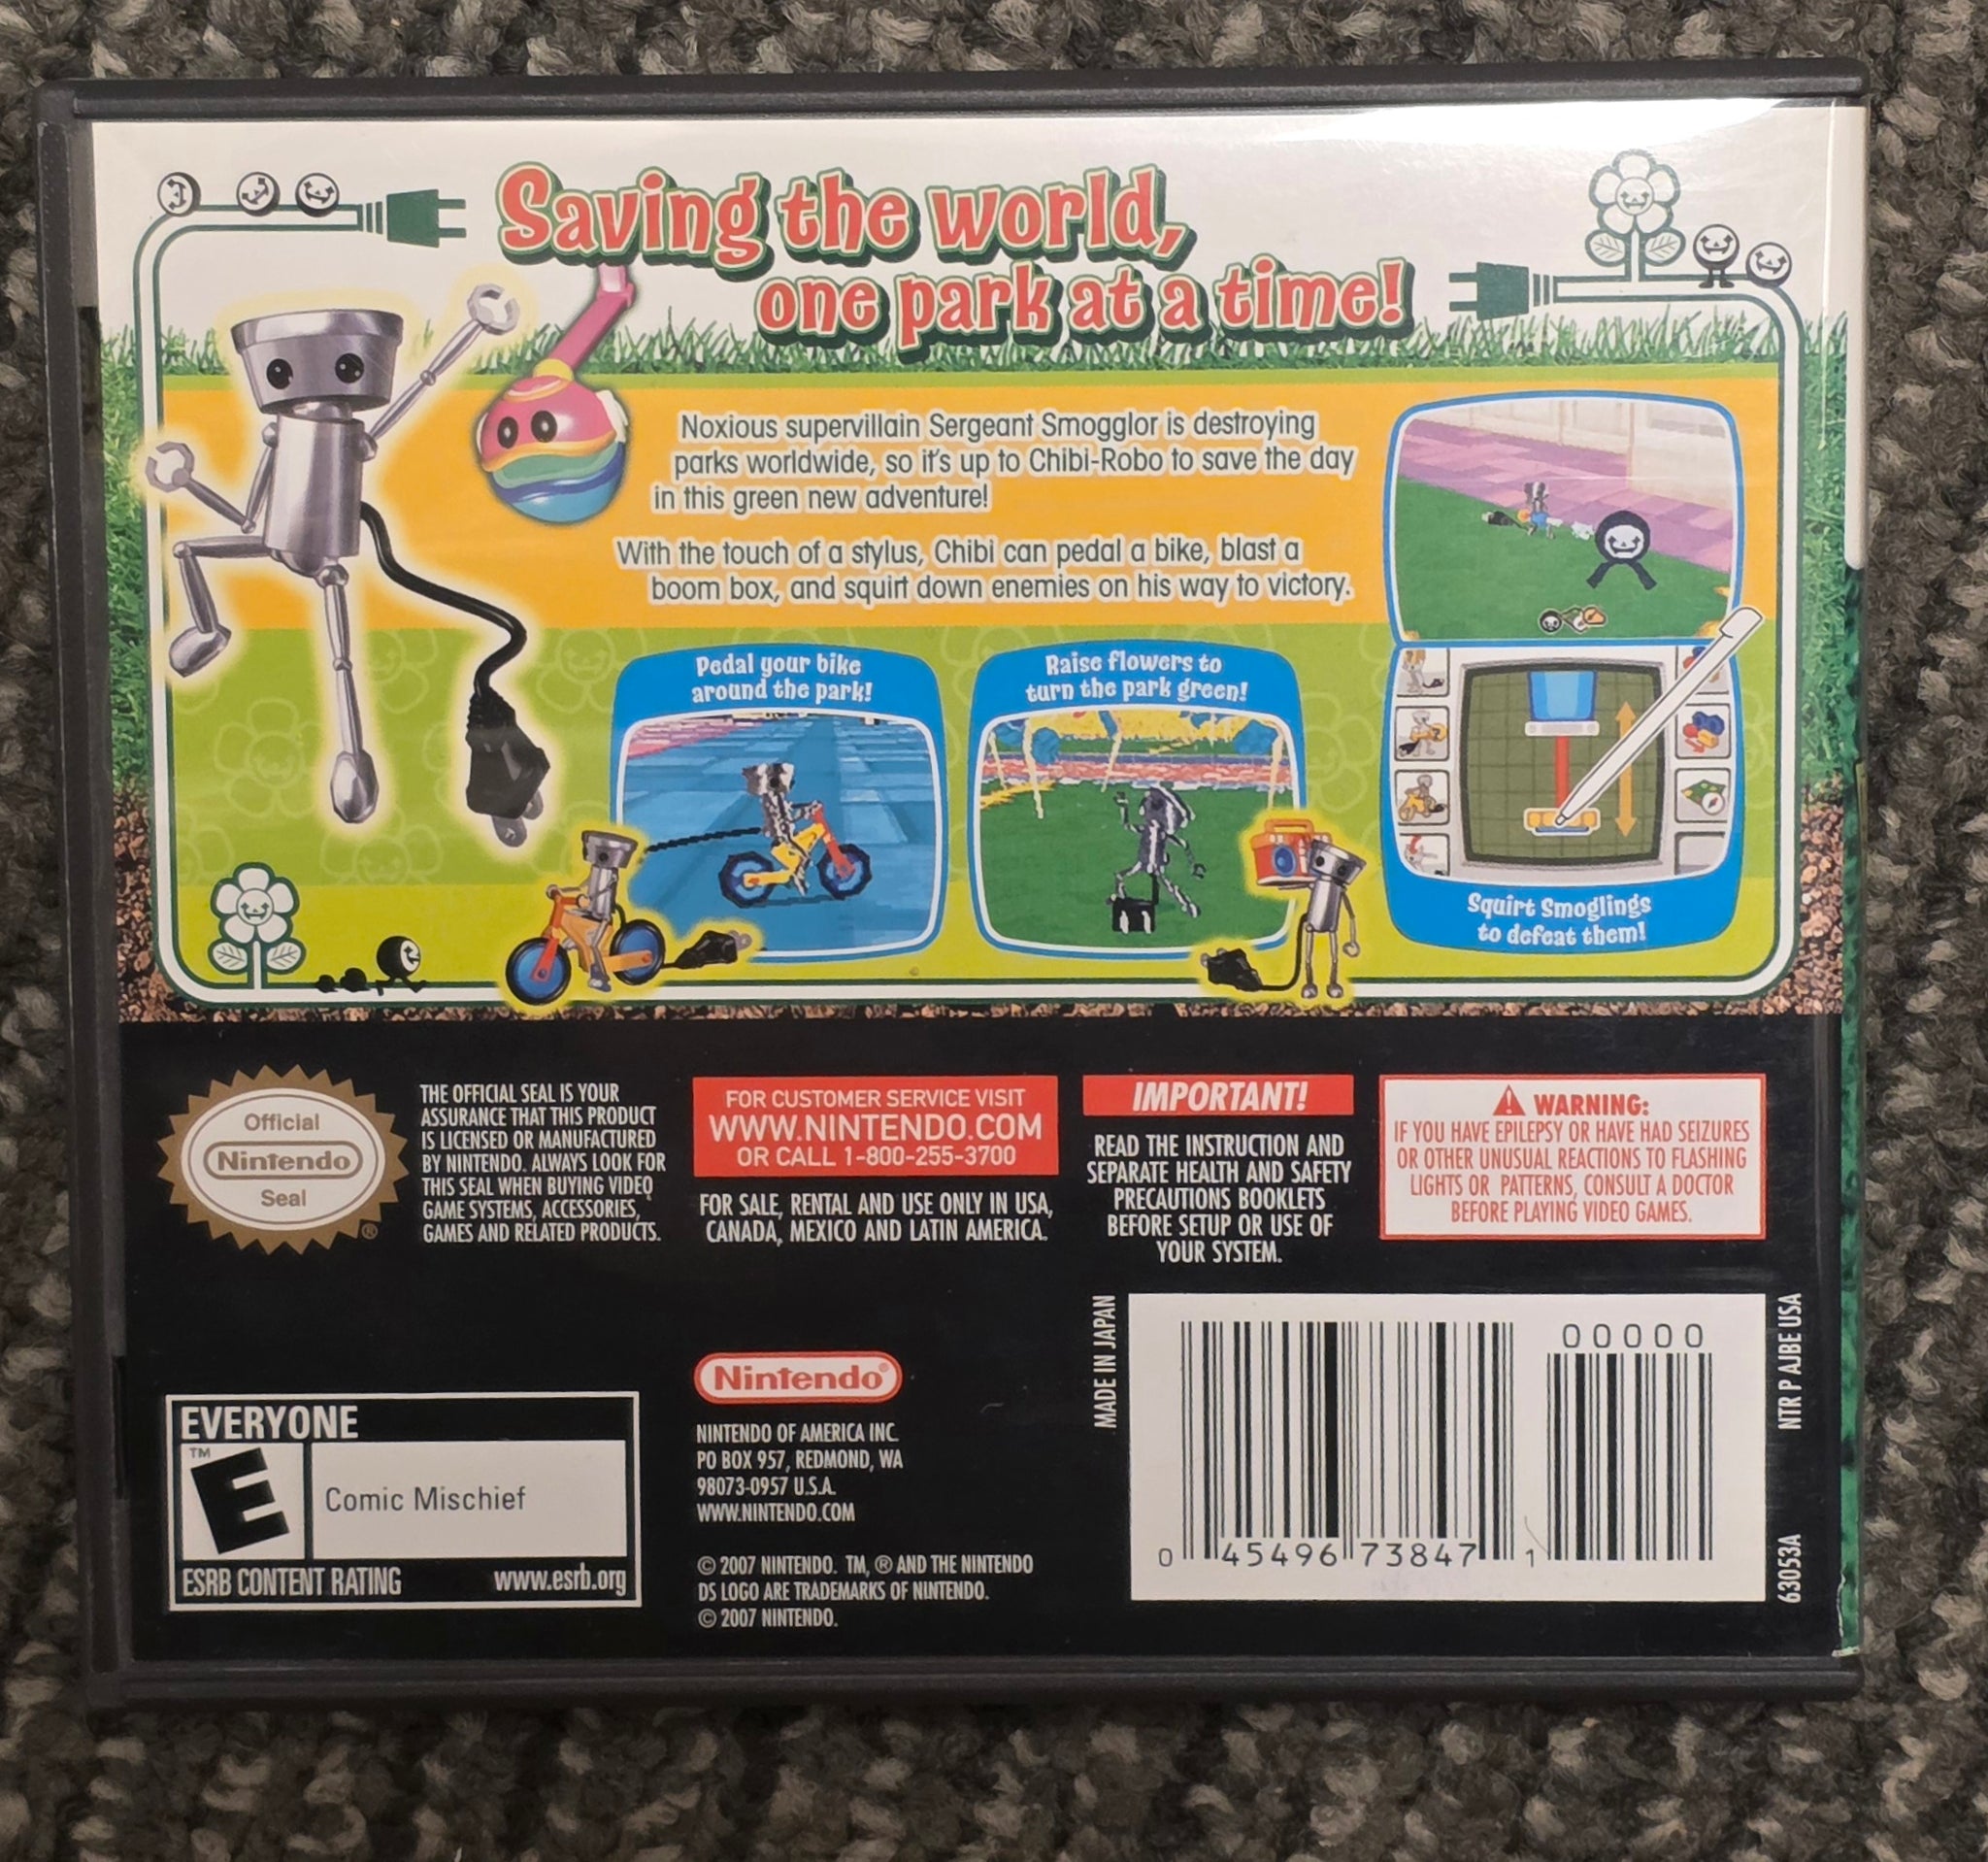 Saving the world,
one park at a time!
Noxious supervillain Sergeant Smogglor is destroying
parks worldwide, so it's up to Chibi-Robo to save the day
in this green new adventure!
With the touch of a stylus, Chibi can pedal a bike, blast a
boom box, and squirt down enemies on his way to victory.
Pedal your bike
around the park!
Raise flowers to
turn the park green!
Squirt Smoglings
to defeat them!
Official
Nintendo
Seal
®
THE OFFICIAL SEAL IS YOUR
ASSURANCE THAT THIS PRODUCT
IS LICENSED OR MANUFACTURED
BY NINTENDO. ALWAYS LOOK FOR
THIS SEAL WHEN BUYING VIDEO
GAME SYSTEMS, ACCESSORIES,
GAMES AND RELATED PRODUCTS.
FOR CUSTOMER SERVICE VISIT
WWW.NINTENDO.COM
OR CALL 1-800-255-3700
FOR SALE, RENTAL AND USE ONLY IN USA,
CANADA, MEXICO AND LATIN AMERICA.
IMPORTANT!
READ THE INSTRUCTION AND
SEPARATE HEALTH AND SAFETY
PRECAUTIONS BOOKLETS
BEFORE SETUP OR USE OF
YOUR SYSTEM.
WARNING:
IF YOU HAVE EPILEPSY OR HAVE HAD SEIZURES
OR OTHER UNUSUAL REACTIONS TO FLASHING
LIGHTS OR PATTERNS, CONSULT A DOCTOR
BEFORE PLAYING VIDEO GAMES.
EVERYONE
TM
E
Comic Mischief
ESRB CONTENT RATING www.esrb.org
Nintendo®
NINTENDO OF AMERICA INC.
PO BOX 957, REDMOND, WA
98073-0957 U.S.A.
WWW.NINTENDO.COM
© 2007 NINTENDO. TM, ® AND THE NINTENDO
DS LOGO ARE TRADEMARKS OF NINTENDO.
© 2007 NINTENDO.
MADE IN JAPAN
00000
0 45496 73847 1
NTR P AJBE USA
63053A